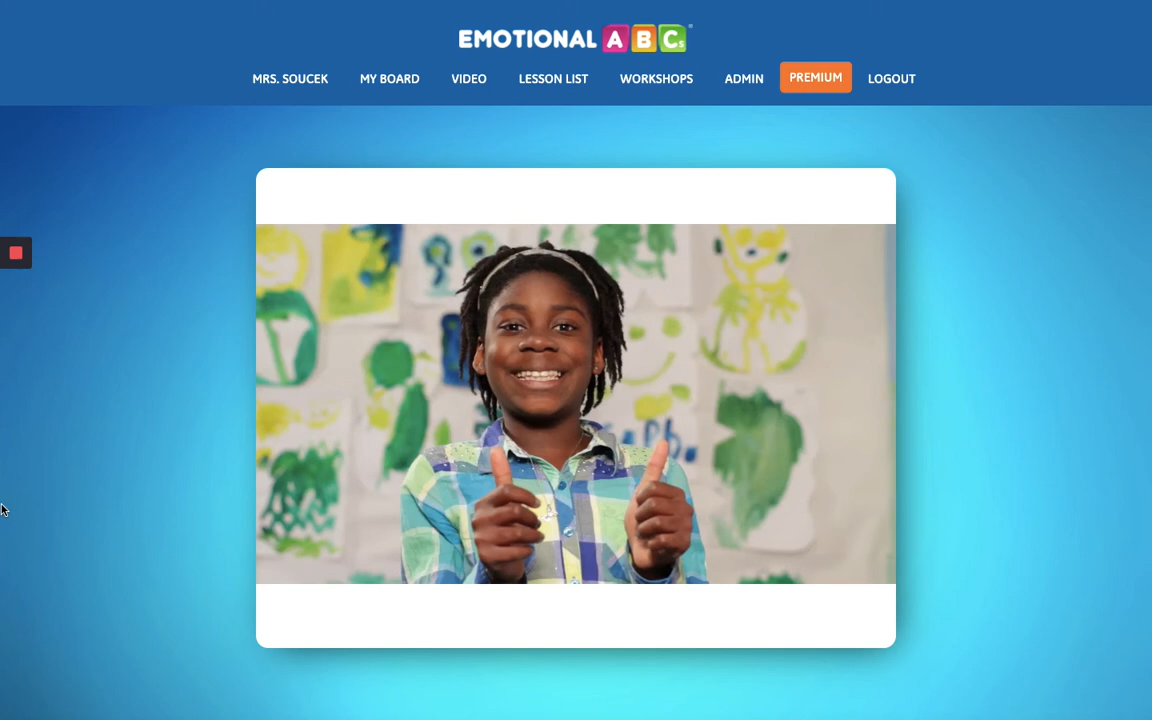 EMOTIONAL ABCs
MRS. SOUCEK MY BOARD VIDEO LESSON LIST WORKSHOPS ADMIN PREMIUM LOGOUT